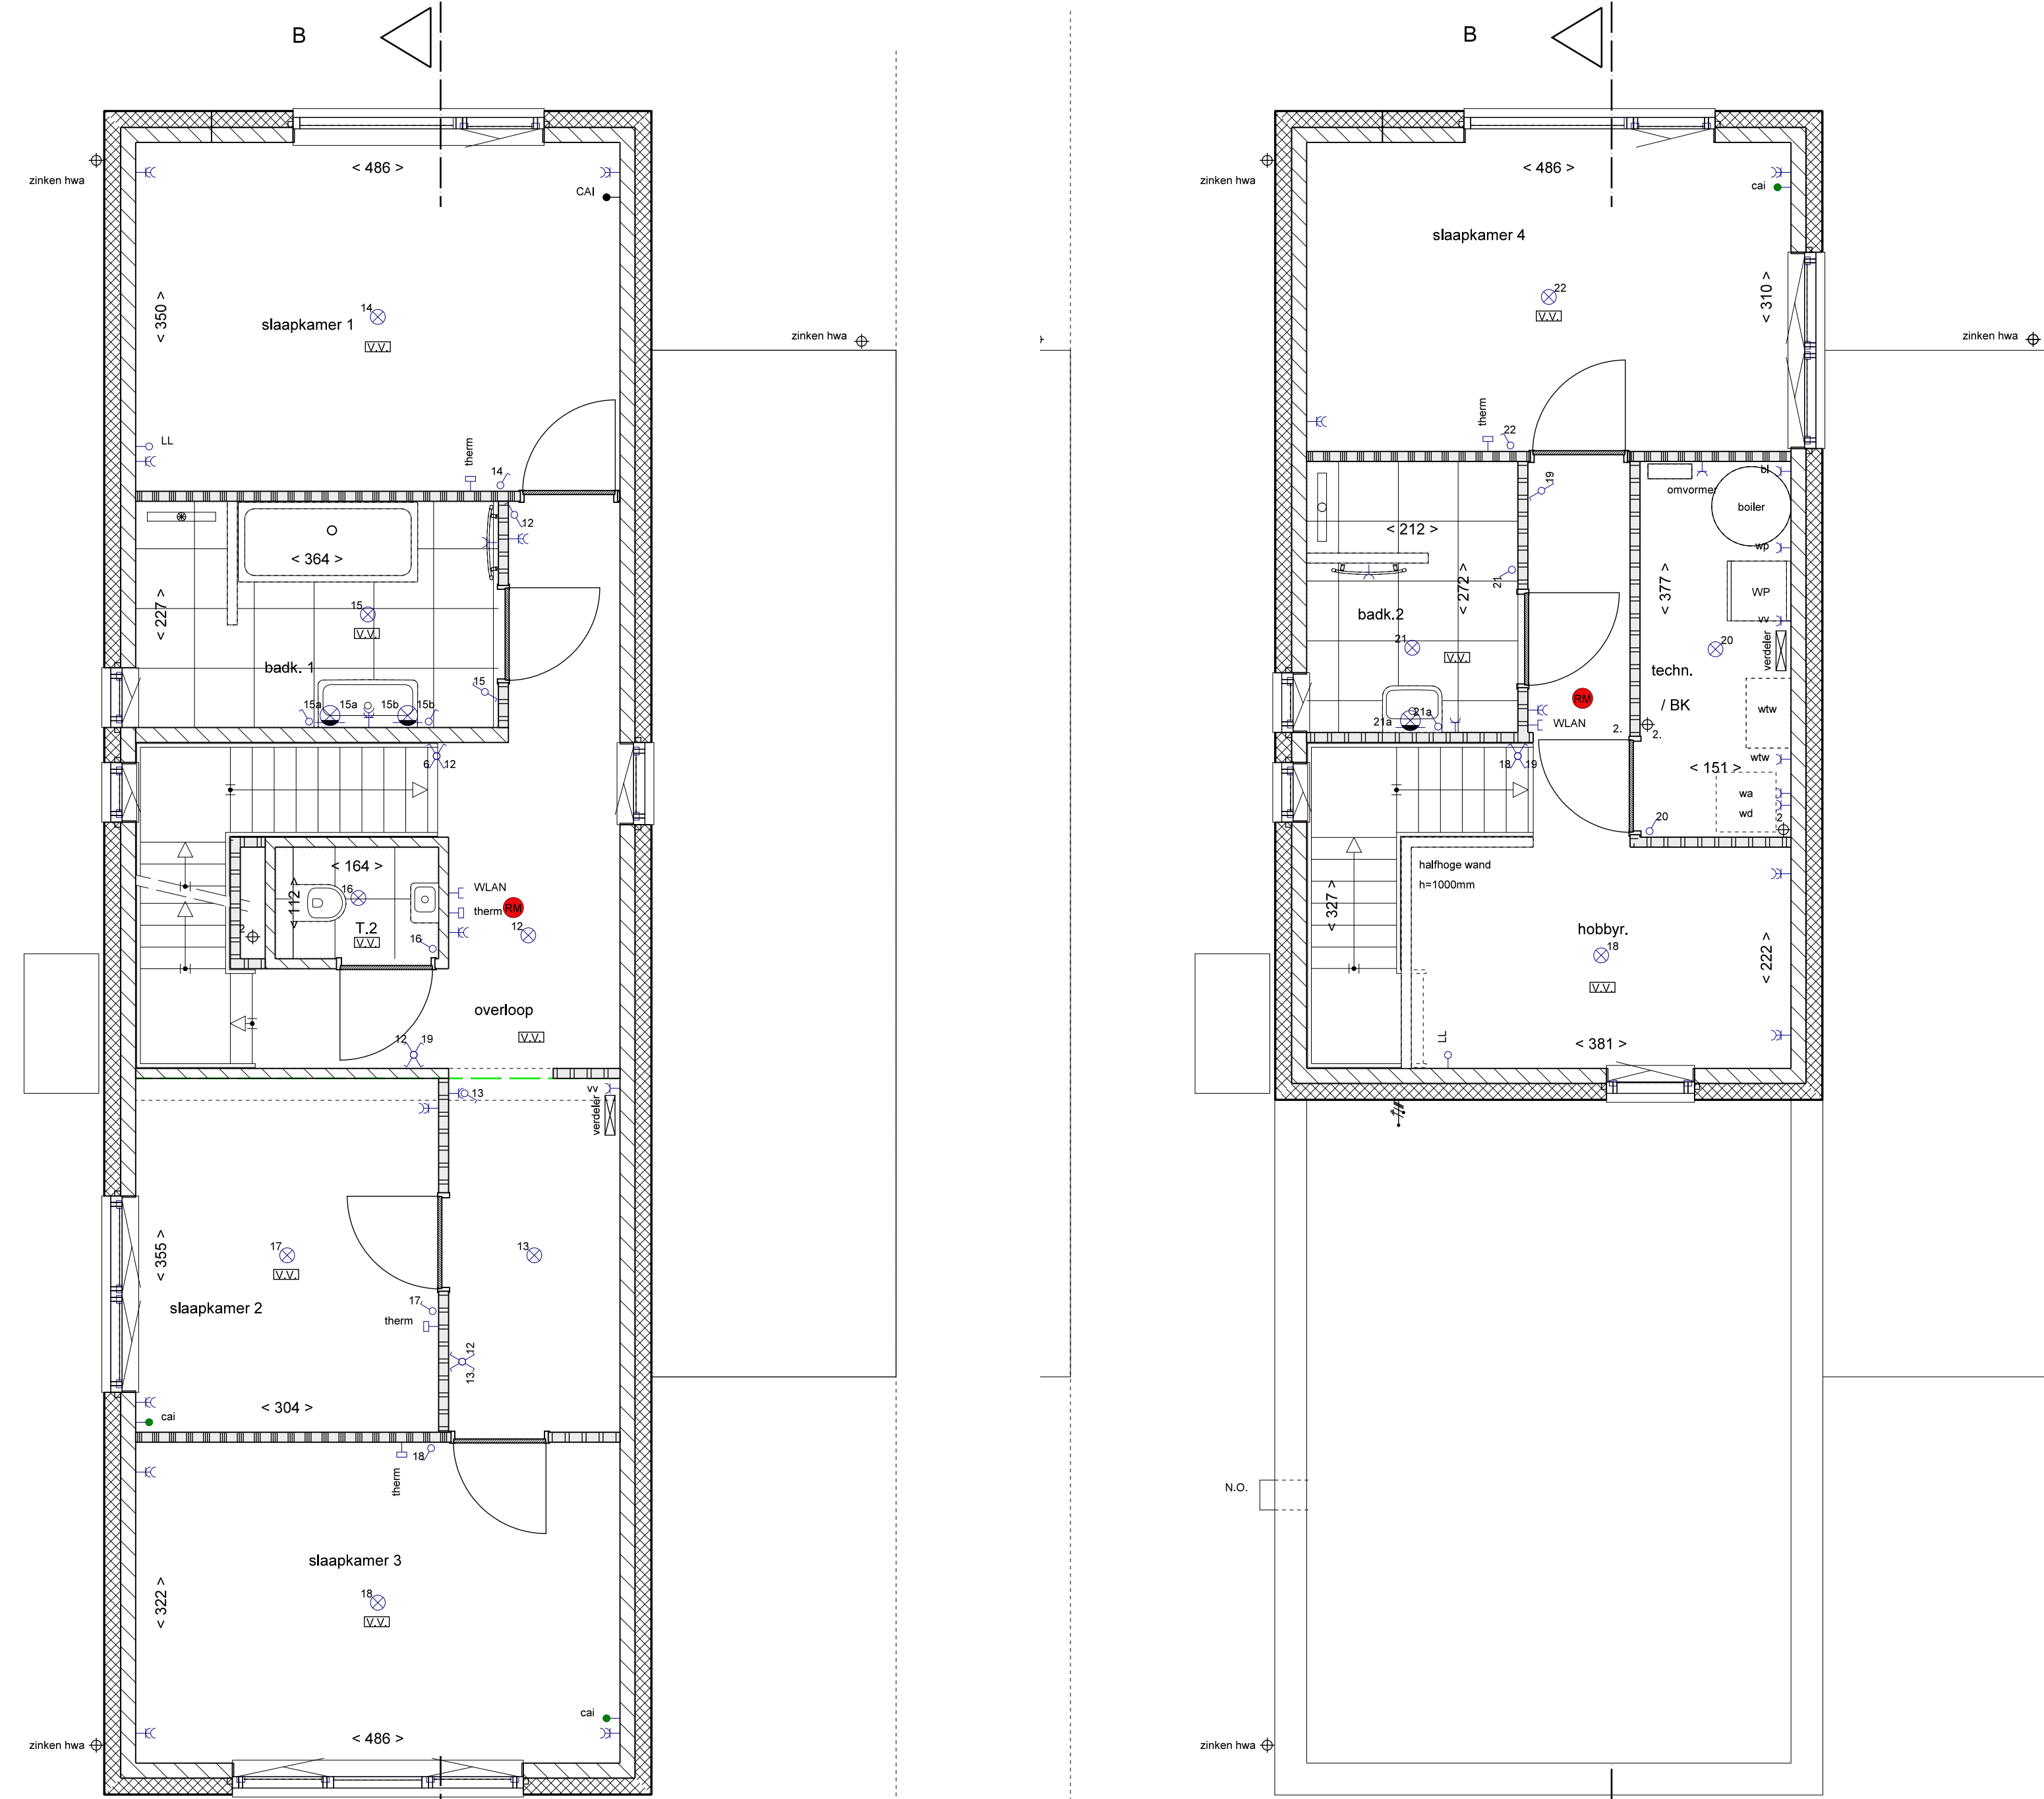 B
zinken hwa
< 486 >
CAI
< 350 >
slaapkamer 1
14
V.V.
zinken hwa
LL
therm
14
12
< 364 >
< 227 >
15
V.V.
badk. 1
15
15a
15a
15b
15b
6
12
< 164 >
< 112 >
16
T.2
V.V.
16
2
WLAN
therm
RM
12
overloop
V.V.
12
19
13
vv
verdeler
< 355 >
17
V.V.
13
slaapkamer 2
17
therm
12
13
< 304 >
cai
18
therm
slaapkamer 3
< 322 >
18
V.V.
cai
< 486 >
zinken hwa
B
zinken hwa
< 486 >
cai
slaapkamer 4
22
V.V.
< 310 >
zinken hwa
therm
22
19
omvormer
bl
boiler
< 212 >
wp
< 272 >
21
< 377 >
WP
badk.2
vv
21
V.V.
20
verdeler
techn.
/ BK
RM
wtw
21a
21a
WLAN
2.
2.
18
19
wtw
< 151 >
wa
wd
20
2
halfhoge wand
h=1000mm
< 327 >
hobbyr.
18
V.V.
< 222 >
LL
< 381 >
N.O.
zinken hwa